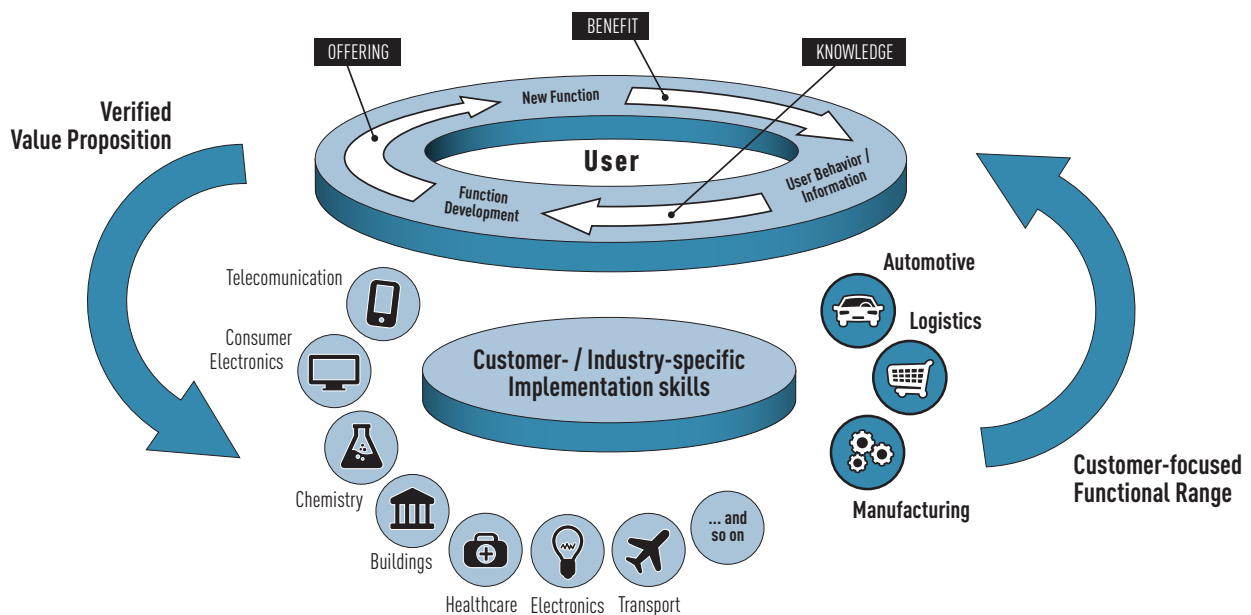 OFFERING
BENEFIT
KNOWLEDGE
Verified
Value Proposition
New Function
User
User Behavior /
Information
Function
Development
Telecomunication
Automotive
Consumer
Electronics
Logistics
Customer- / Industry-specific
Implementation skills
Chemistry
Customer-focused
Functional Range
Manufacturing
... and
so on
Buildings
Healthcare
Electronics
Transport